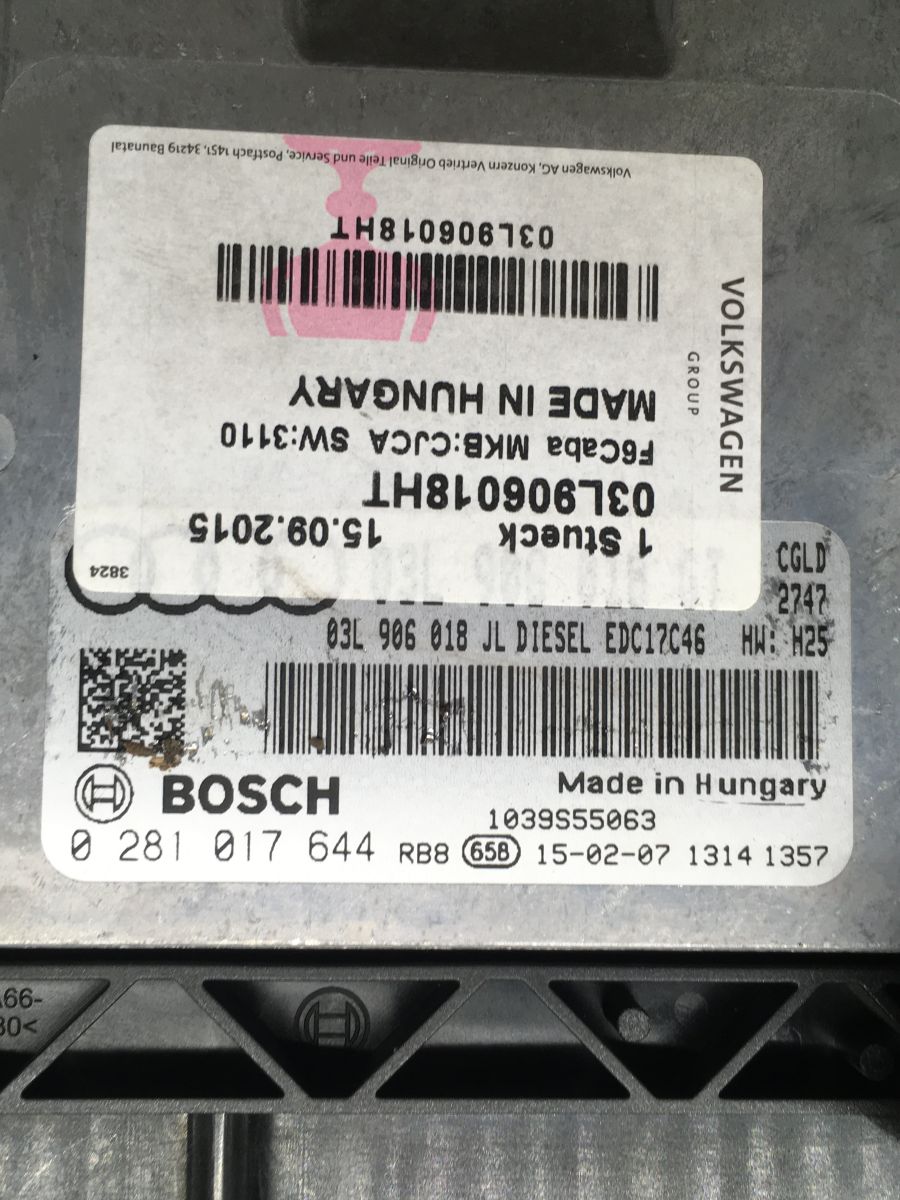 Volkswagen AG, Konzern Vertrieb Original Teile und Service, Postfach 1451, 34219 Baunatal
03L906018HT
VOLKSWAGEN
GROUP
MADE IN HUNGARY
F6Caba MKB:CJCA SW:3110
03L906018HT
1 Stueck 15.09.2015
3824
CGLD
2747
03L 906 018 JL DIESEL EDC17C46 HW: H25
BOSCH
Made in Hungary
1039S55063
0 281 017 644 RB8 65B 15-02-07 1314 1357